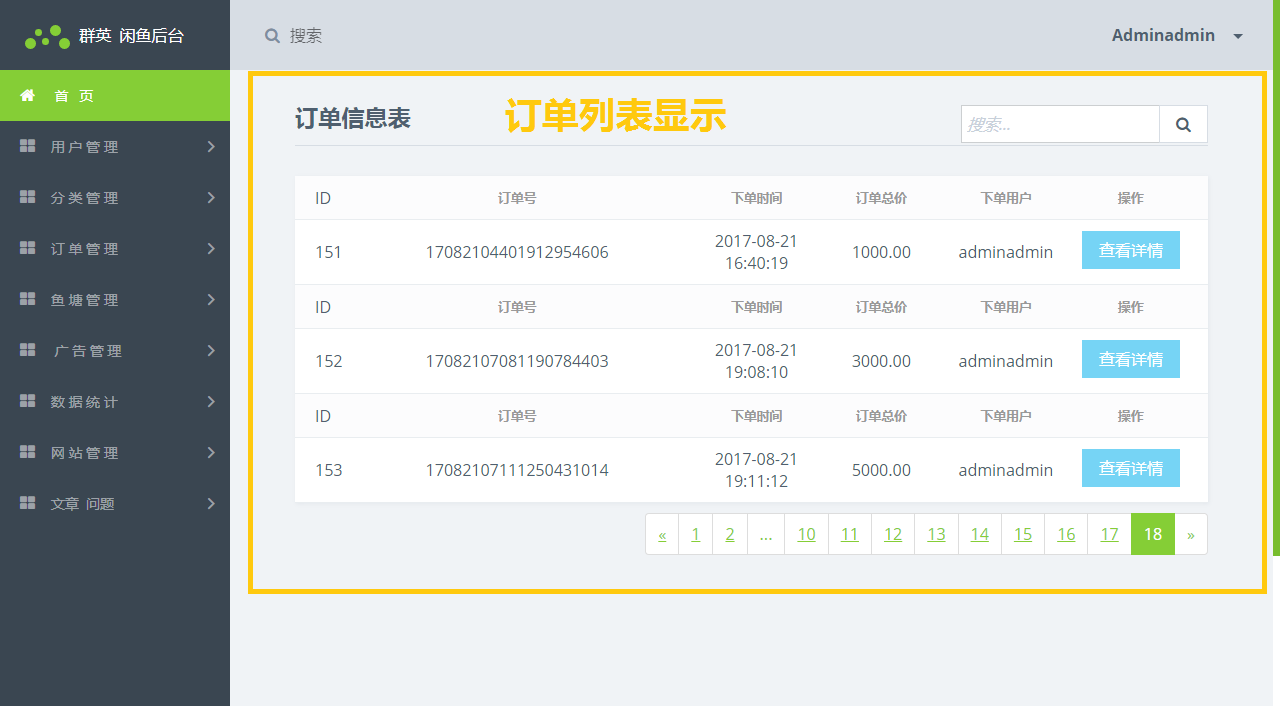 群英 闲鱼后台
搜索
Adminadmin
首 页
用户管理
分类管理
订单管理
鱼塘管理
广告管理
数据统计
网站管理
文章 问题
订单信息表
订单列表显示
搜索...
ID 订单号 下单时间 订单总价 下单用户 操作
151 17082104401912954606 2017-08-21 16:40:19 1000.00 adminadmin 查看详情
ID 订单号 下单时间 订单总价 下单用户 操作
152 17082107081190784403 2017-08-21 19:08:10 3000.00 adminadmin 查看详情
ID 订单号 下单时间 订单总价 下单用户 操作
153 17082107111250431014 2017-08-21 19:11:12 5000.00 adminadmin 查看详情
« 1 2 ... 10 11 12 13 14 15 16 17 18 »